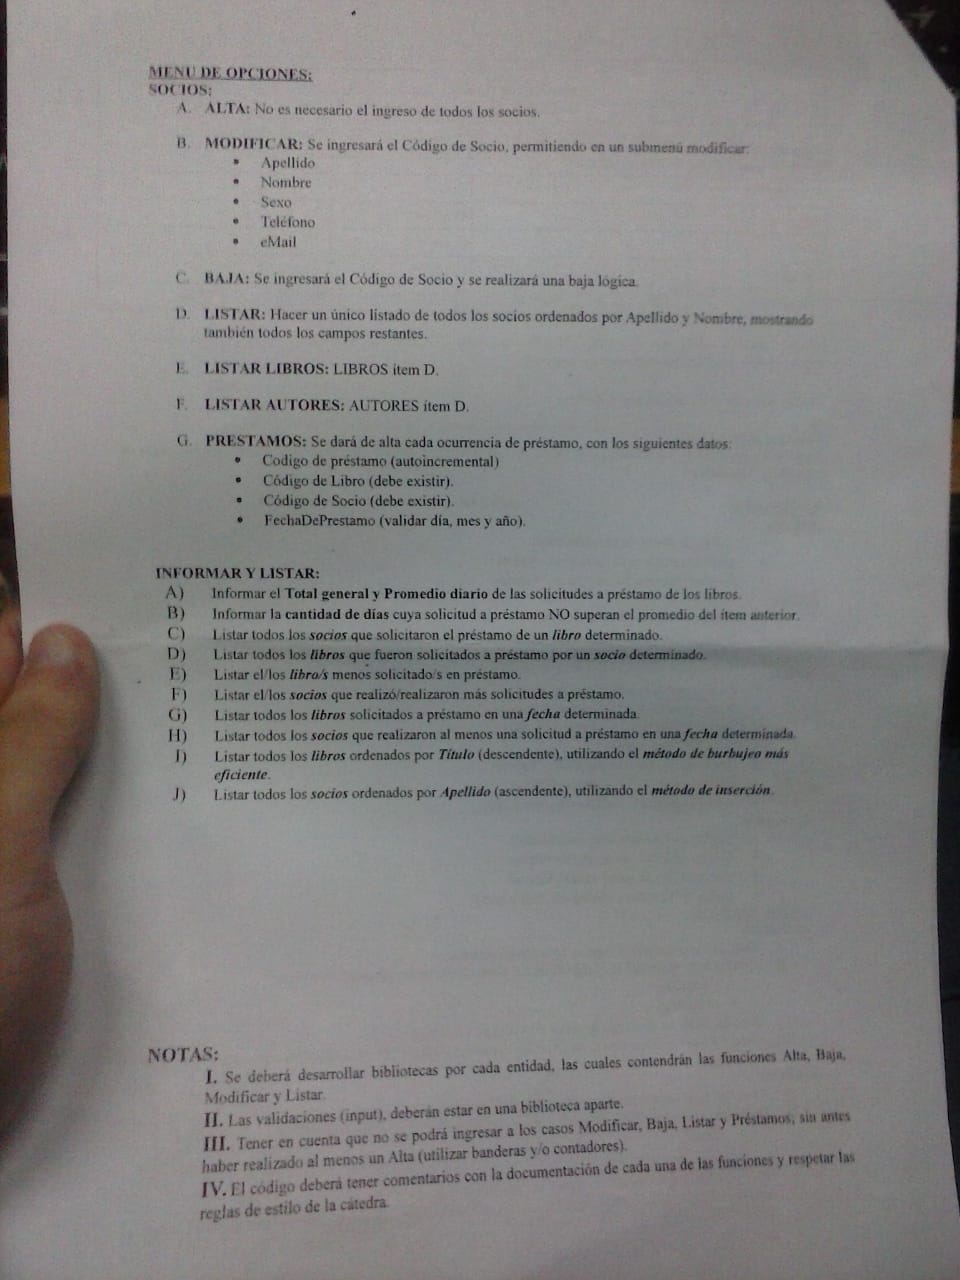 MENU DE OPCIONES:
SOCIOS:
A. ALTA: No es necesario el ingreso de todos los socios.
B. MODIFICAR: Se ingresará el Código de Socio, permitiendo en un submenú modificar:
• Apellido
• Nombre
• Sexo
• Teléfono
• eMail
C. BAJA: Se ingresará el Código de Socio y se realizará una baja lógica.
D. LISTAR: Hacer un único listado de todos los socios ordenados por Apellido y Nombre, mostrando
también todos los campos restantes.
E. LISTAR LIBROS: LIBROS ítem D.
F. LISTAR AUTORES: AUTORES ítem D.
G. PRESTAMOS: Se dará de alta cada ocurrencia de préstamo, con los siguientes datos:
• Codigo de préstamo (autoincremental)
• Código de Libro (debe existir).
• Código de Socio (debe existir).
• FechaDePrestamo (validar día, mes y año).
INFORMAR Y LISTAR:
A) Informar el Total general y Promedio diario de las solicitudes a préstamo de los libros.
B) Informar la cantidad de días cuya solicitud a préstamo NO superan el promedio del ítem anterior.
C) Listar todos los socios que solicitaron el préstamo de un libro determinado.
D) Listar todos los libros que fueron solicitados a préstamo por un socio determinado.
E) Listar el/los libro/s menos solicitado/s en préstamo.
F) Listar el/los socios que realizó/realizaron más solicitudes a préstamo.
G) Listar todos los libros solicitados a préstamo en una fecha determinada.
H) Listar todos los socios que realizaron al menos una solicitud a préstamo en una fecha determinada.
I) Listar todos los libros ordenados por Título (descendente), utilizando el método de burbujeo más
eficiente.
J) Listar todos los socios ordenados por Apellido (ascendente), utilizando el método de inserción.
NOTAS:
I. Se deberá desarrollar bibliotecas por cada entidad, las cuales contendrán las funciones Alta, Baja,
Modificar y Listar.
II. Las validaciones (input), deberán estar en una biblioteca aparte.
III. Tener en cuenta que no se podrá ingresar a los casos Modificar, Baja, Listar y Préstamos, sin antes
haber realizado al menos un Alta (utilizar banderas y/o contadores).
IV. El código deberá tener comentarios con la documentación de cada una de las funciones y respetar las
reglas de estilo de la cátedra.